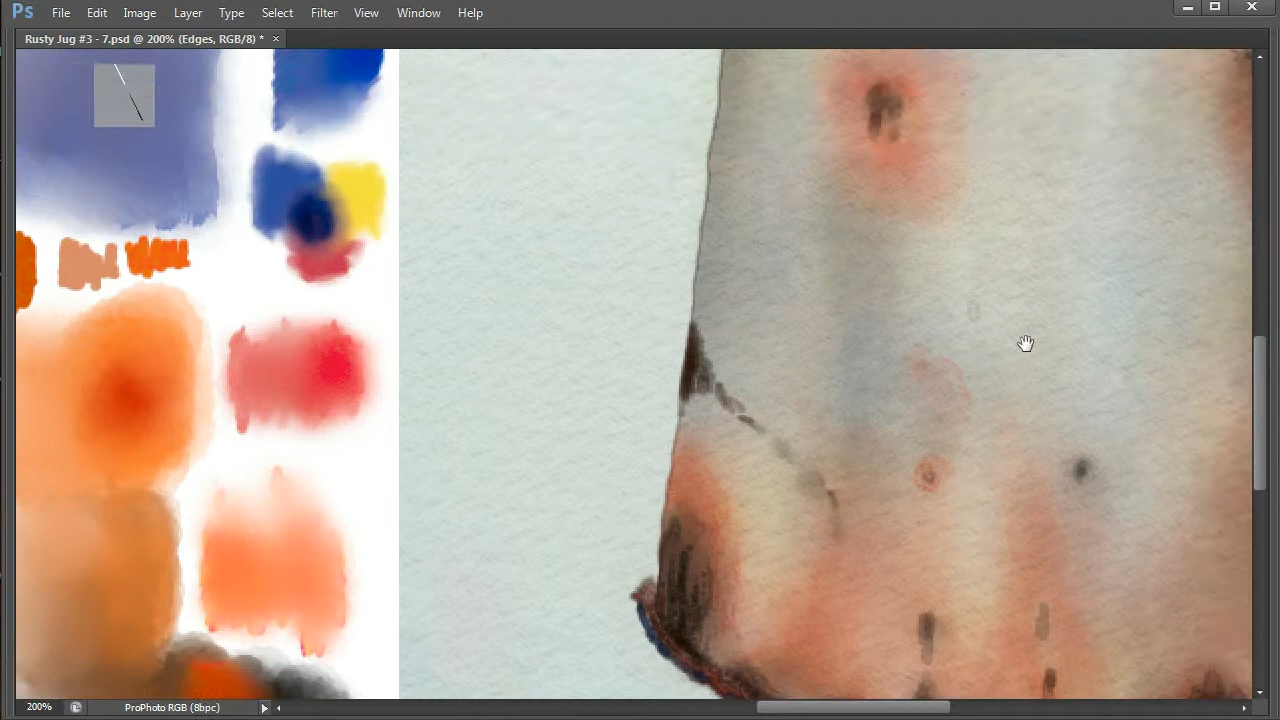 Ps File Edit Image Layer Type Select Filter View Window Help
Rusty Jug #3 - 7.psd @ 200% (Edges, RGB/8) * ×
200% ProPhoto RGB (8bpc)